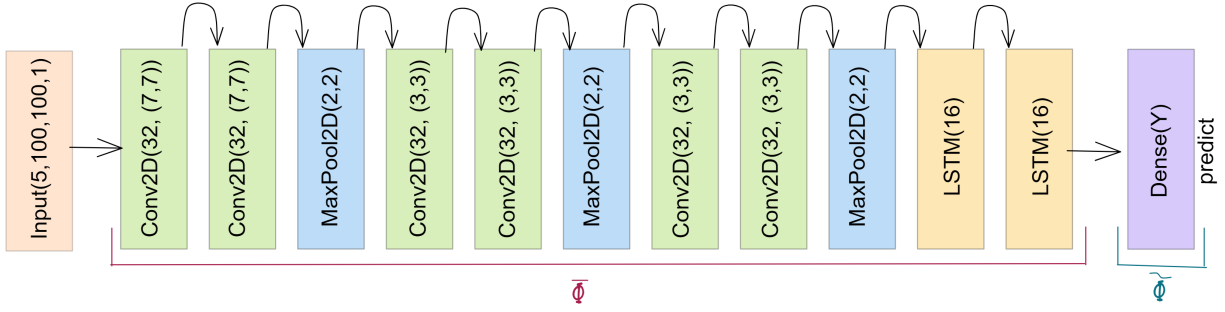 Input(5,100,100,1)
Conv2D(32, (7,7))
Conv2D(32, (7,7))
MaxPool2D(2,2)
Conv2D(32, (3,3))
Conv2D(32, (3,3))
MaxPool2D(2,2)
Conv2D(32, (3,3))
Conv2D(32, (3,3))
MaxPool2D(2,2)
LSTM(16)
LSTM(16)
Dense(Y)
predict
Φ̄
Φ̃